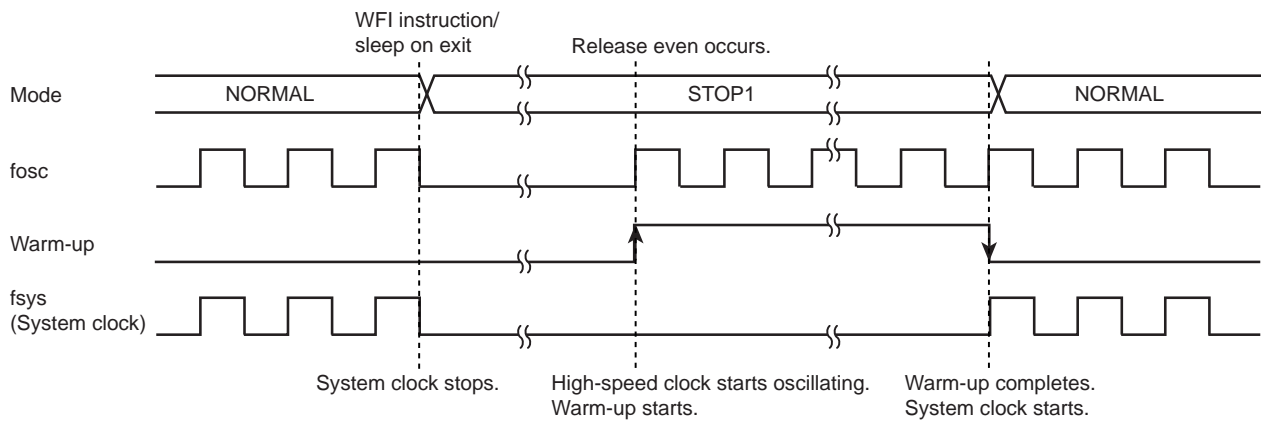 WFI instruction/
sleep on exit
Release even occurs.
Mode
NORMAL
STOP1
NORMAL
fosc
Warm-up
fsys
(System clock)
System clock stops.
High-speed clock starts oscillating.
Warm-up starts.
Warm-up completes.
System clock starts.